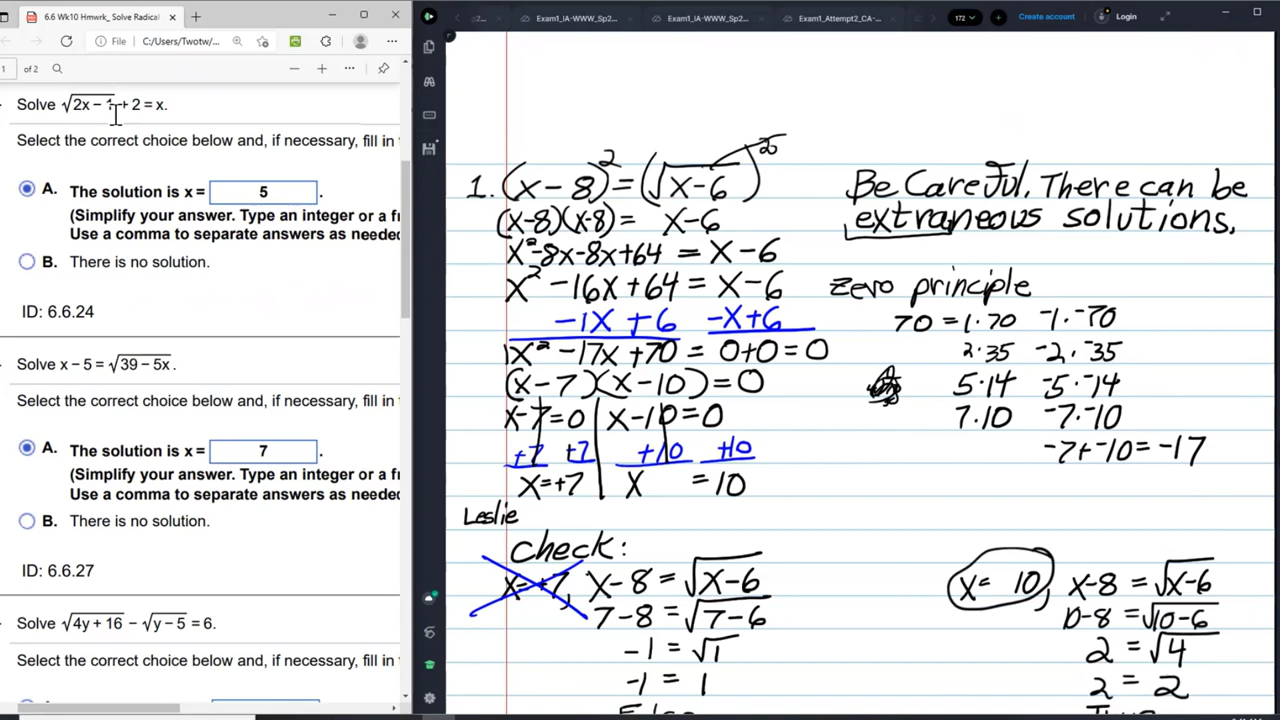 6.6 Wk10 Hmwrk_ Solve Radical
File C:/Users/Twotw/...
1 of 2
Solve √2x − 1 + 2 = x.
Select the correct choice below and, if necessary, fill in
A. The solution is x = 5 .
(Simplify your answer. Type an integer or a fr
Use a comma to separate answers as needed
B. There is no solution.
ID: 6.6.24
Solve x − 5 = √39 − 5x.
Select the correct choice below and, if necessary, fill in
A. The solution is x = 7 .
(Simplify your answer. Type an integer or a fr
Use a comma to separate answers as needed
B. There is no solution.
ID: 6.6.27
Solve √4y + 16 − √y − 5 = 6.
Select the correct choice below and, if necessary, fill in
Exam1_IA-WWW_Sp2...
Exam1_IA-WWW_Sp2...
Exam1_Attempt2_CA-...
172
Create account
Login
1. (x − 8)² = (√x−6)²
(x−8)(x−8) = x−6
x²−8x−8x+64 = x−6
x² −16x+64 = x−6
−1x +6 −x+6
1x² −17x +70 = 0+0=0
(x−7)(x−10)=0
x−7=0 x−10=0
+7 +7 +10 +10
x=+7 x =10
Leslie
Check:
x=+7, x−8 = √x−6
7−8 = √7−6
−1 = √1
−1 = 1
False
Be Careful. There can be
extraneous solutions.
zero principle
70 = 1·70 −1·−70
2·35 −2·−35
5·14 −5·−14
7·10 −7·−10
−7+−10=−17
x= 10, x−8 = √x−6
10−8 = √10−6
2 = √4
2 = 2
True